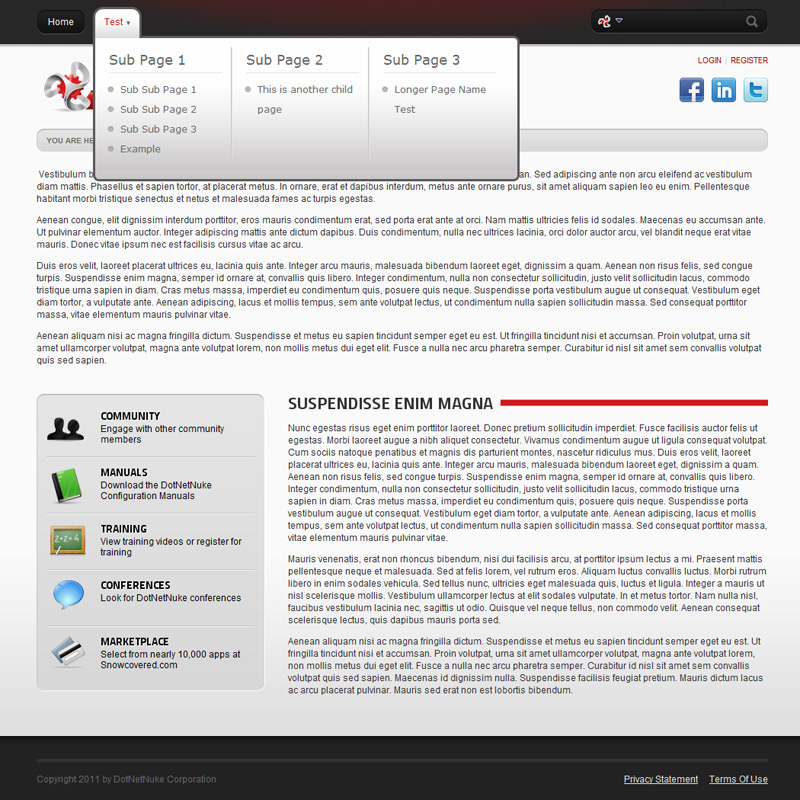 Home
Test
Sub Page 1
Sub Sub Page 1
Sub Sub Page 2
Sub Sub Page 3
Example
Sub Page 2
This is another child
page
Sub Page 3
Longer Page Name
Test
LOGIN | REGISTER
YOU ARE HE
Vestibulum b
an. Sed adipiscing ante non arcu eleifend ac vestibulum
diam mattis. Phasellus et sapien tortor, at placerat metus. In ornare, erat et dapibus interdum, metus ante ornare purus, sit amet aliquam sapien leo eu enim. Pellentesque
habitant morbi tristique senectus et netus et malesuada fames ac turpis egestas.
Aenean congue, elit dignissim interdum porttitor, eros mauris condimentum erat, sed porta erat ante at orci. Nam mattis ultricies felis id sodales. Maecenas eu accumsan ante.
Ut pulvinar elementum auctor. Integer adipiscing mattis ante dictum dapibus. Duis condimentum, nulla nec ultrices lacinia, orci dolor auctor arcu, vel blandit neque erat vitae
mauris. Donec vitae ipsum nec est facilisis cursus vitae ac arcu.
Duis eros velit, laoreet placerat ultrices eu, lacinia quis ante. Integer arcu mauris, malesuada bibendum laoreet eget, dignissim a quam. Aenean non risus felis, sed congue
turpis. Suspendisse enim magna, semper id ornare at, convallis quis libero. Integer condimentum, nulla non consectetur sollicitudin, justo velit sollicitudin lacus, commodo
tristique urna sapien in diam. Cras metus massa, imperdiet eu condimentum quis, posuere quis neque. Suspendisse porta vestibulum augue ut consequat. Vestibulum eget
diam tortor, a vulputate ante. Aenean adipiscing, lacus et mollis tempus, sem ante volutpat lectus, ut condimentum nulla sapien sollicitudin massa. Sed consequat porttitor
massa, vitae elementum mauris pulvinar vitae.
Aenean aliquam nisi ac magna fringilla dictum. Suspendisse et metus eu sapien tincidunt semper eget eu est. Ut fringilla tincidunt nisi et accumsan. Proin volutpat, urna sit
amet ullamcorper volutpat, magna ante volutpat lorem, non mollis metus dui eget elit. Fusce a nulla nec arcu pharetra semper. Curabitur id nisl sit amet sem convallis volutpat
quis sed sapien.
COMMUNITY
Engage with other community
members
MANUALS
Download the DotNetNuke
Configuration Manuals
TRAINING
View training videos or register for
training
CONFERENCES
Look for DotNetNuke conferences
MARKETPLACE
Select from nearly 10,000 apps at
Snowcovered.com
SUSPENDISSE ENIM MAGNA
Nunc egestas risus eget enim porttitor laoreet. Donec pretium sollicitudin imperdiet. Fusce facilisis auctor felis ut
egestas. Morbi laoreet augue a nibh aliquet consectetur. Vivamus condimentum augue ut ligula consequat volutpat.
Cum sociis natoque penatibus et magnis dis parturient montes, nascetur ridiculus mus. Duis eros velit, laoreet
placerat ultrices eu, lacinia quis ante. Integer arcu mauris, malesuada bibendum laoreet eget, dignissim a quam.
Aenean non risus felis, sed congue turpis. Suspendisse enim magna, semper id ornare at, convallis quis libero.
Integer condimentum, nulla non consectetur sollicitudin, justo velit sollicitudin lacus, commodo tristique urna
sapien in diam. Cras metus massa, imperdiet eu condimentum quis, posuere quis neque. Suspendisse porta
vestibulum augue ut consequat. Vestibulum eget diam tortor, a vulputate ante. Aenean adipiscing, lacus et mollis
tempus, sem ante volutpat lectus, ut condimentum nulla sapien sollicitudin massa. Sed consequat porttitor massa,
vitae elementum mauris pulvinar vitae.
Mauris venenatis, erat non rhoncus bibendum, nisi dui facilisis arcu, at porttitor ipsum lectus a mi. Praesent mattis
pellentesque neque et malesuada. Sed at felis lorem, vel rutrum eros. Aliquam luctus convallis luctus. Morbi rutrum
libero in enim sodales vehicula. Sed tellus nunc, ultricies eget malesuada quis, luctus et ligula. Integer a mauris ut
nisl scelerisque mollis. Vestibulum ullamcorper lectus at elit sodales vulputate. In et metus tortor. Nam nulla nisl,
faucibus vestibulum lacinia nec, sagittis ut odio. Quisque vel neque tellus, non commodo velit. Aenean consequat
scelerisque lectus, quis dapibus mauris porta sed.
Aenean aliquam nisi ac magna fringilla dictum. Suspendisse et metus eu sapien tincidunt semper eget eu est. Ut
fringilla tincidunt nisi et accumsan. Proin volutpat, urna sit amet ullamcorper volutpat, magna ante volutpat lorem,
non mollis metus dui eget elit. Fusce a nulla nec arcu pharetra semper. Curabitur id nisl sit amet sem convallis
volutpat quis sed sapien. Maecenas id dignissim nulla. Suspendisse facilisis feugiat pretium. Mauris dictum lacus
ac arcu placerat pulvinar. Mauris sed erat non est lobortis bibendum.
Copyright 2011 by DotNetNuke Corporation
Privacy Statement
Terms Of Use